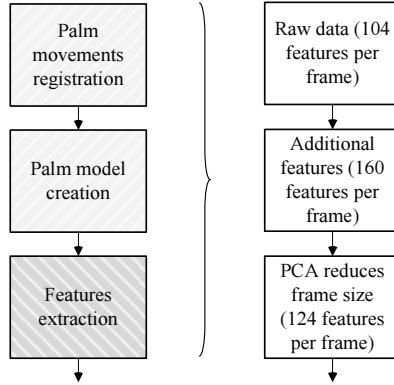 Palm
movements
registration
Palm model
creation
Features
extraction
Raw data (104
features per
frame)
Additional
features (160
features per
frame)
PCA reduces
frame size
(124 features
per frame)